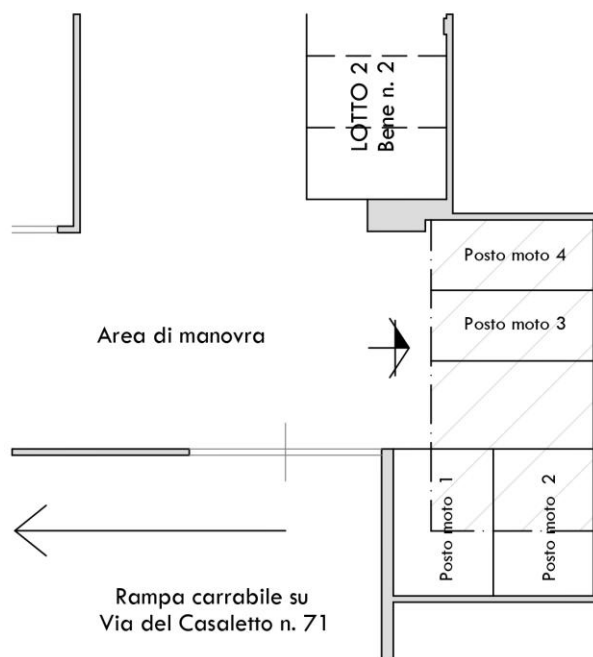 LOTTO 2
Bene n. 2
Posto moto 4
Posto moto 3
Area di manovra
Posto moto 1
Posto moto 2
Rampa carrabile su
Via del Casaletto n. 71